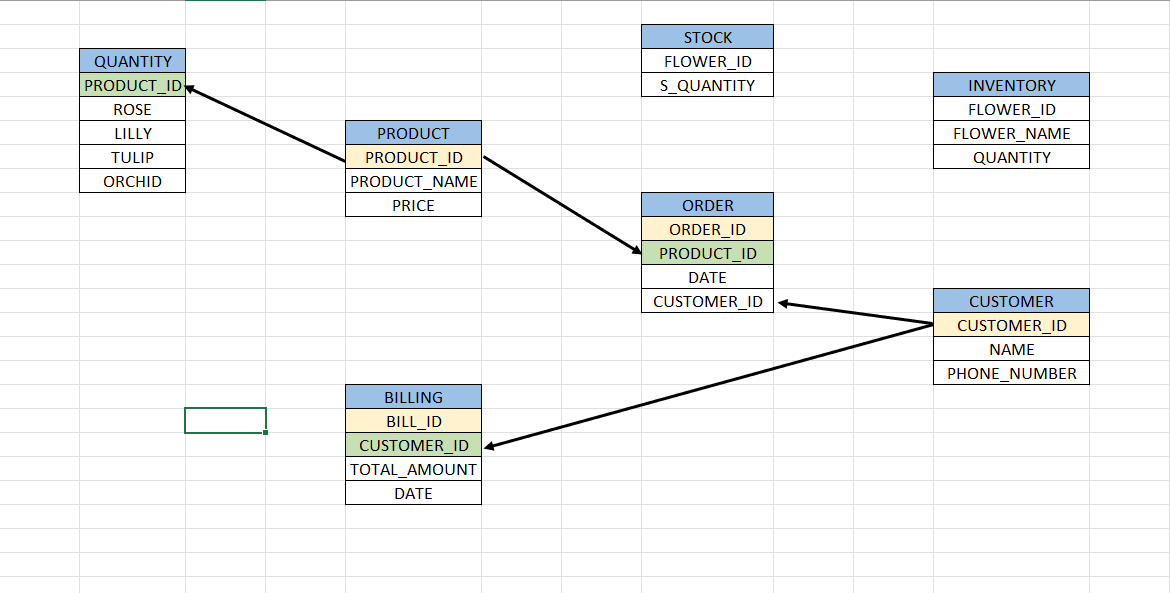 STOCK
FLOWER_ID
S_QUANTITY
QUANTITY
PRODUCT_ID
ROSE
LILLY
TULIP
ORCHID
INVENTORY
FLOWER_ID
FLOWER_NAME
QUANTITY
PRODUCT
PRODUCT_ID
PRODUCT_NAME
PRICE
ORDER
ORDER_ID
PRODUCT_ID
DATE
CUSTOMER_ID
CUSTOMER
CUSTOMER_ID
NAME
PHONE_NUMBER
BILLING
BILL_ID
CUSTOMER_ID
TOTAL_AMOUNT
DATE